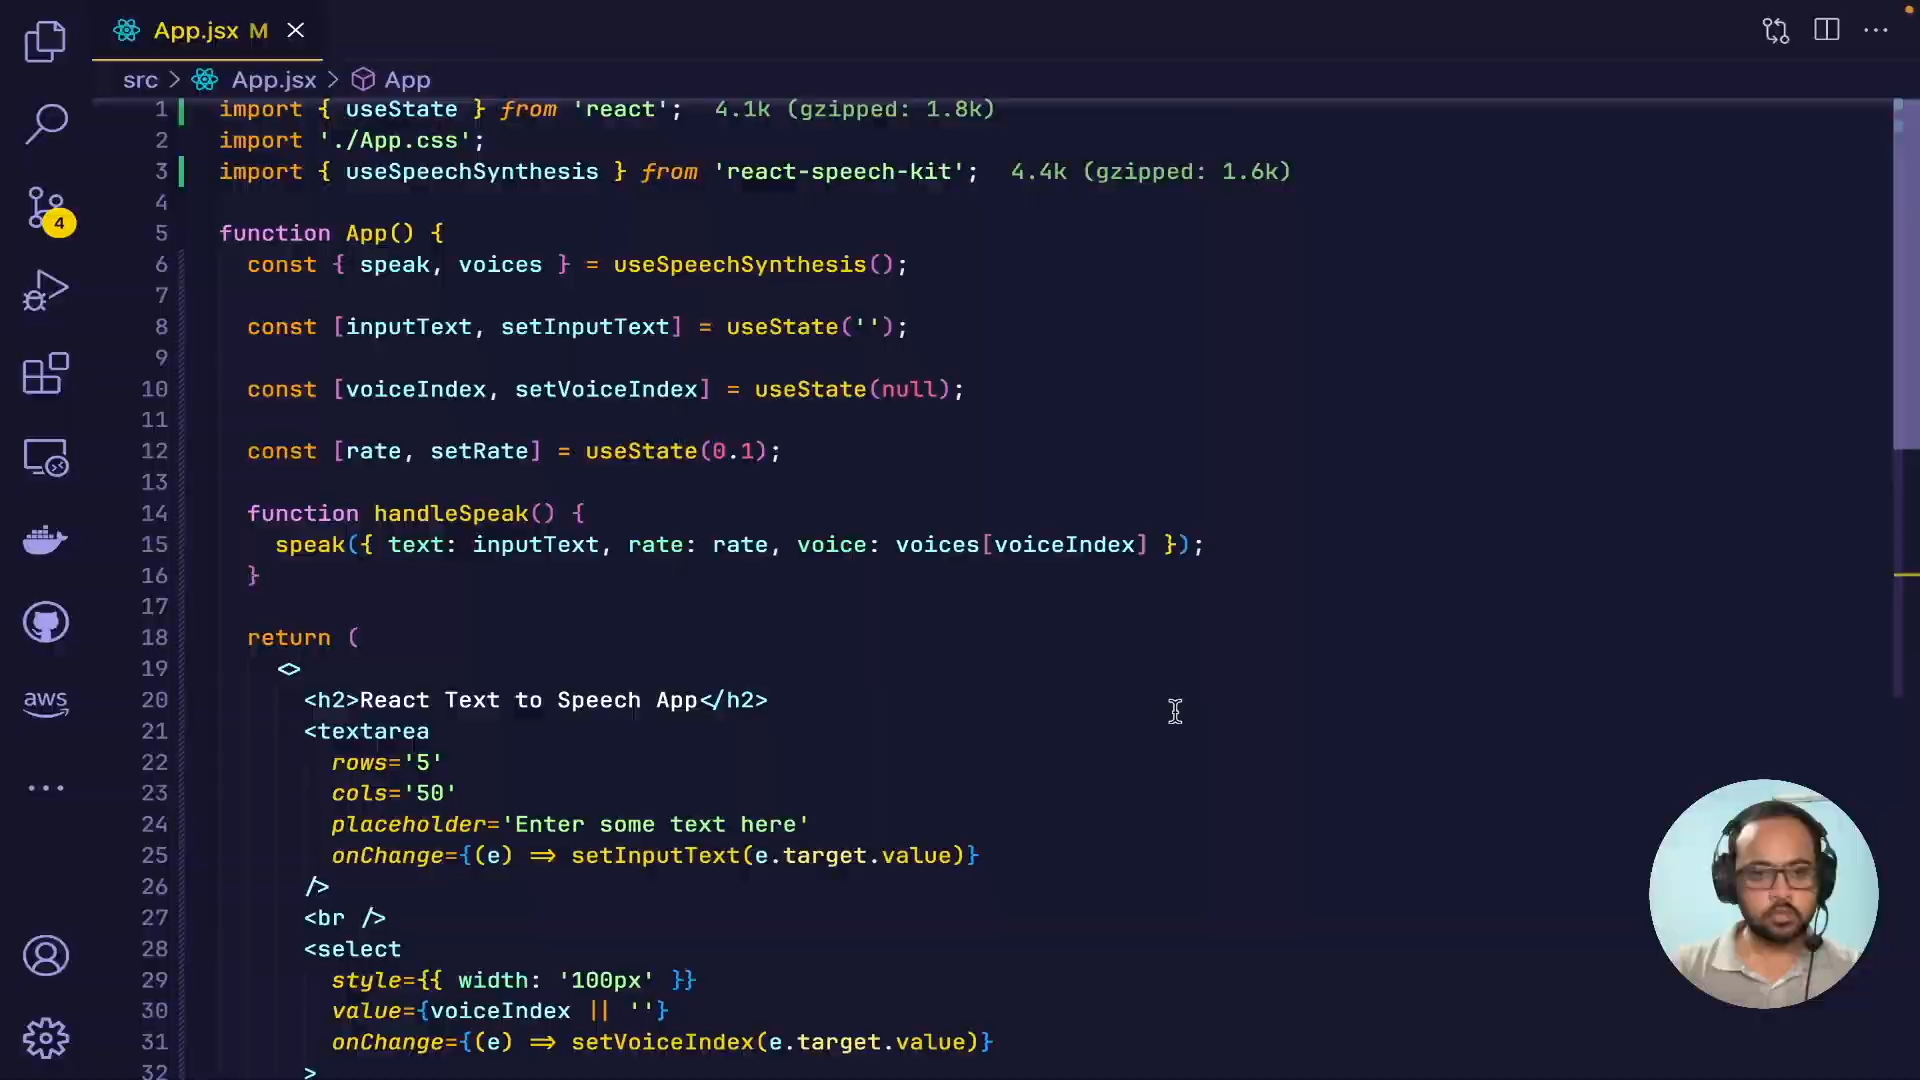 App.jsx M
src > App.jsx > App
1 import { useState } from 'react'; 4.1k (gzipped: 1.8k)
2 import './App.css';
3 import { useSpeechSynthesis } from 'react-speech-kit'; 4.4k (gzipped: 1.6k)
4
5 function App() {
6 const { speak, voices } = useSpeechSynthesis();
7
8 const [inputText, setInputText] = useState('');
9
10 const [voiceIndex, setVoiceIndex] = useState(null);
11
12 const [rate, setRate] = useState(0.1);
13
14 function handleSpeak() {
15 speak({ text: inputText, rate: rate, voice: voices[voiceIndex] });
16 }
17
18 return (
19 <>
20 <h2>React Text to Speech App</h2>
21 <textarea
22 rows='5'
23 cols='50'
24 placeholder='Enter some text here'
25 onChange={(e) => setInputText(e.target.value)}
26 />
27 <br />
28 <select
29 style={{ width: '100px' }}
30 value={voiceIndex || ''}
31 onChange={(e) => setVoiceIndex(e.target.value)}
32 >
4
aws